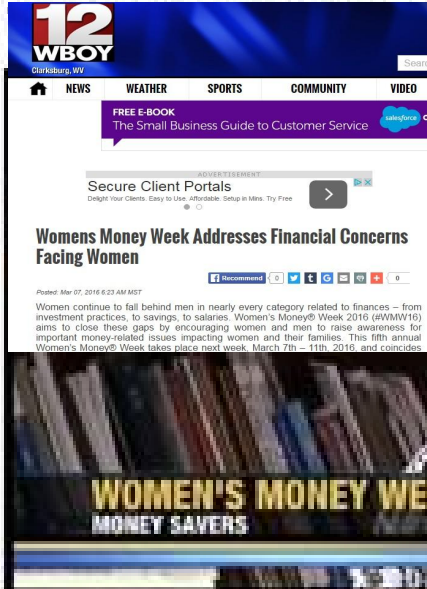 12
WBOY
Clarksburg, WV
Sear
NEWS WEATHER SPORTS COMMUNITY VIDEO
FREE E-BOOK
The Small Business Guide to Customer Service
salesforce
ADVERTISEMENT
Secure Client Portals
Delight Your Clients. Easy to Use. Affordable. Setup in Mins. Try Free
Womens Money Week Addresses Financial Concerns
Facing Women
Recommend 0 0
Posted: Mar 07, 2016 6:23 AM MST
Women continue to fall behind men in nearly every category related to finances – from
investment practices, to savings, to salaries. Women's Money® Week 2016 (#WMW16)
aims to close these gaps by encouraging women and men to raise awareness for
important money-related issues impacting women and their families. This fifth annual
Women's Money® Week takes place next week, March 7th – 11th, 2016, and coincides
WOMEN'S MONEY WE
MONEY SAVERS